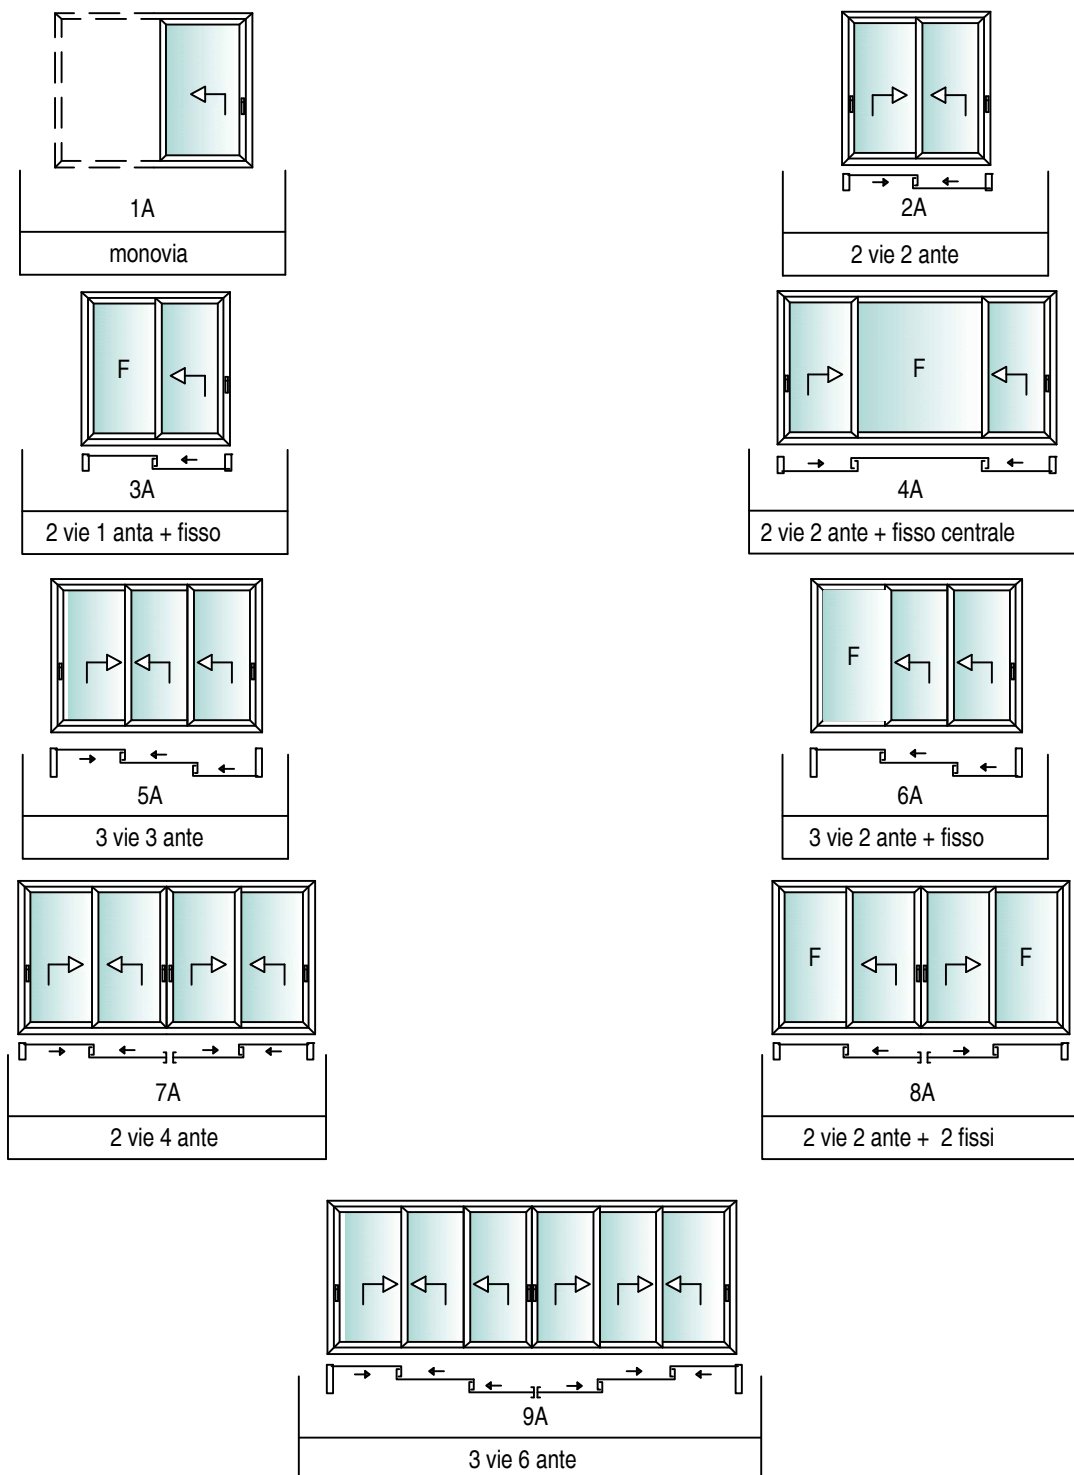 1A
monovia
2A
2 vie 2 ante
F
3A
2 vie 1 anta + fisso
F
4A
2 vie 2 ante + fisso centrale
5A
3 vie 3 ante
F
6A
3 vie 2 ante + fisso
7A
2 vie 4 ante
F
F
8A
2 vie 2 ante + 2 fissi
9A
3 vie 6 ante